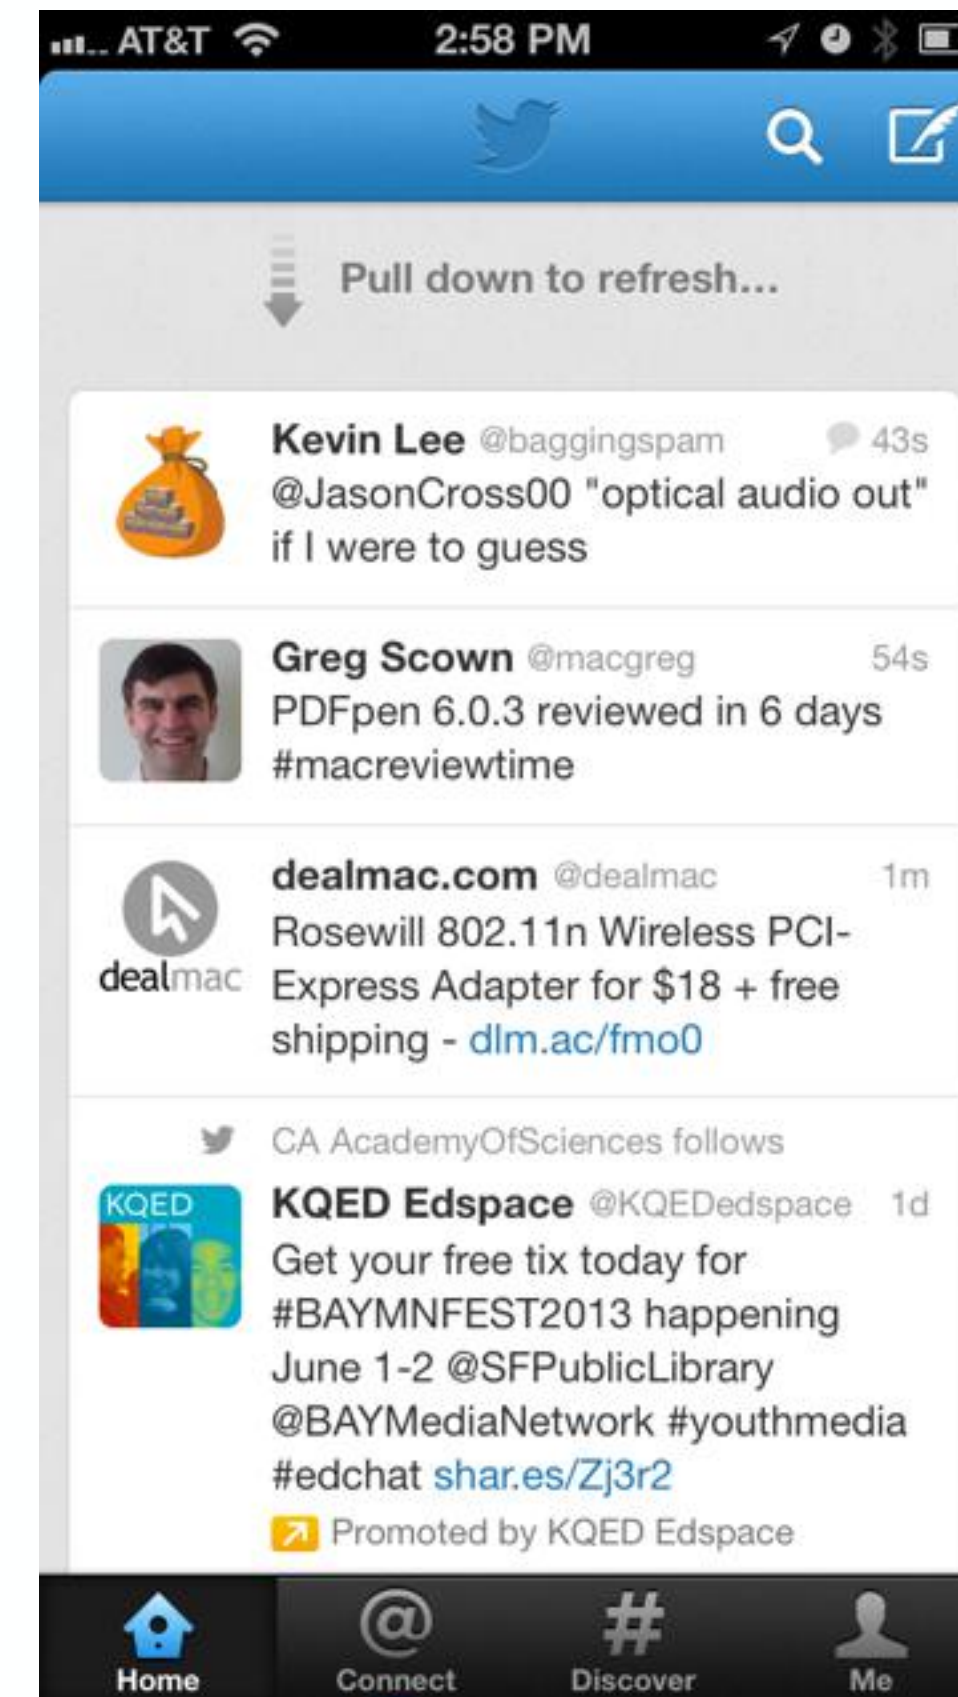 AT&T 2:58 PM
Pull down to refresh...
Kevin Lee @baggingspam 43s
@JasonCross00 "optical audio out"
if I were to guess
Greg Scown @macgreg 54s
PDFpen 6.0.3 reviewed in 6 days
#macreviewtime
dealmac.com @dealmac 1m
dealmac
Rosewill 802.11n Wireless PCI-
Express Adapter for $18 + free
shipping - dlm.ac/fmo0
CA AcademyOfSciences follows
KQED
KQED Edspace @KQEDedspace 1d
Get your free tix today for
#BAYMNFEST2013 happening
June 1-2 @SFPublicLibrary
@BAYMediaNetwork #youthmedia
#edchat shar.es/Zj3r2
Promoted by KQED Edspace
Home Connect Discover Me